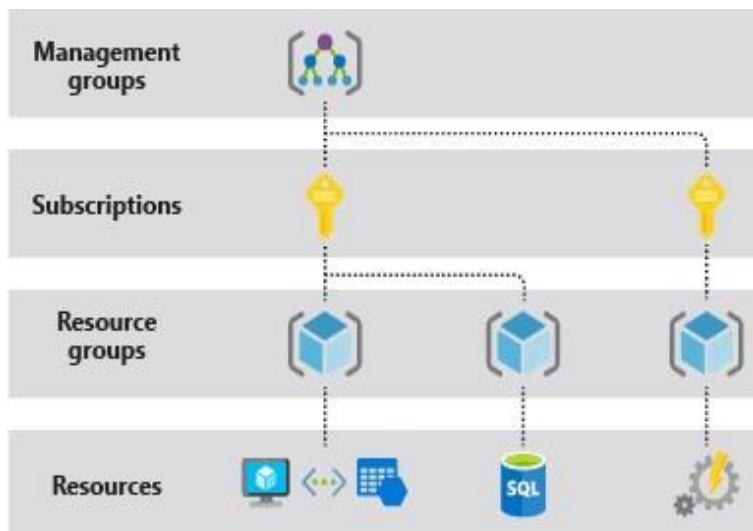 Management
groups
Subscriptions
Resource
groups
Resources
SQL